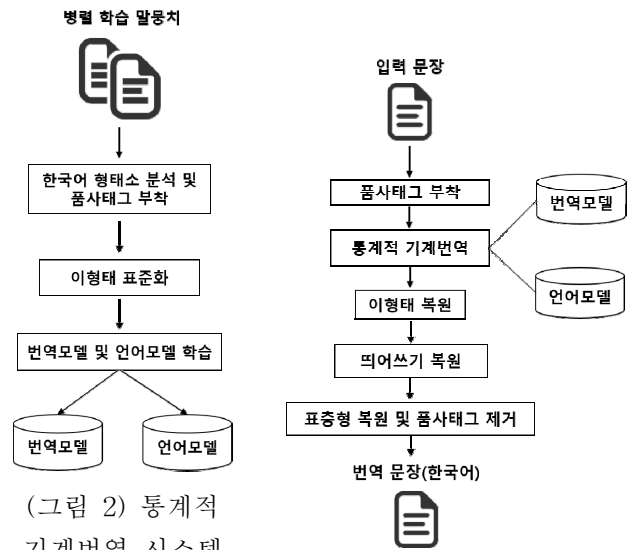 병렬 학습 말뭉치
한국어 형태소 분석 및
품사태그 부착
이형태 표준화
번역모델 및 언어모델 학습
번역모델
언어모델
(그림 2) 통계적
기계번역 시스템
입력 문장
품사태그 부착
통계적 기계번역
번역모델
언어모델
이형태 복원
띄어쓰기 복원
표층형 복원 및 품사태그 제거
번역 문장(한국어)